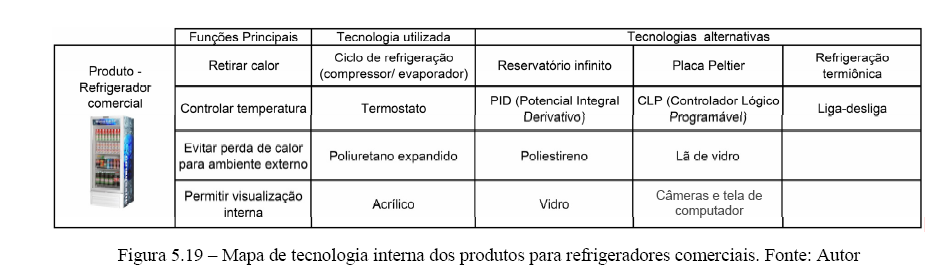 Funções Principais Tecnologia utilizada Tecnologias alternativas
Produto -
Refrigerador
comercial
Retirar calor
Ciclo de refrigeração
(compressor/ evaporador)
Reservatório infinito
Placa Peltier
Refrigeração
termiônica
Controlar temperatura
Termostato
PID (Potencial Integral
Derivativo)
CLP (Controlador Lógico
Programável)
Liga-desliga
Evitar perda de calor
para ambiente externo
Poliuretano expandido
Poliestireno
Lã de vidro
Permitir visualização
interna
Acrílico
Vidro
Câmeras e tela de
computador
Figura 5.19 – Mapa de tecnologia interna dos produtos para refrigeradores comerciais. Fonte: Autor